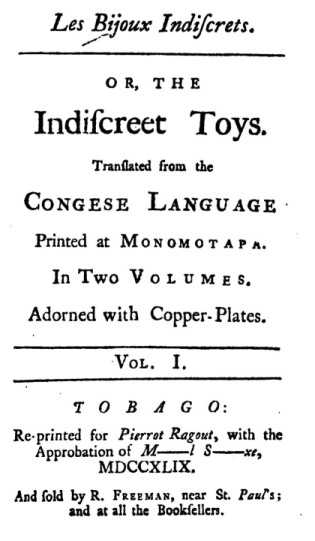 Les Bijoux Indiſcrets.
OR, THE
Indiſcreet Toys.
Tranſlated from the
CONGESE LANGUAGE
Printed at MONOMOTAPA.
In Two VOLUMES.
Adorned with Copper-Plates.
VOL. I.
TOBAGO:
Re-printed for Pierrot Ragout, with the
Approbation of M——l S——xe,
MDCCXLIX.
And ſold by R. FREEMAN, near St. Paul's;
and at all the Bookſellers.